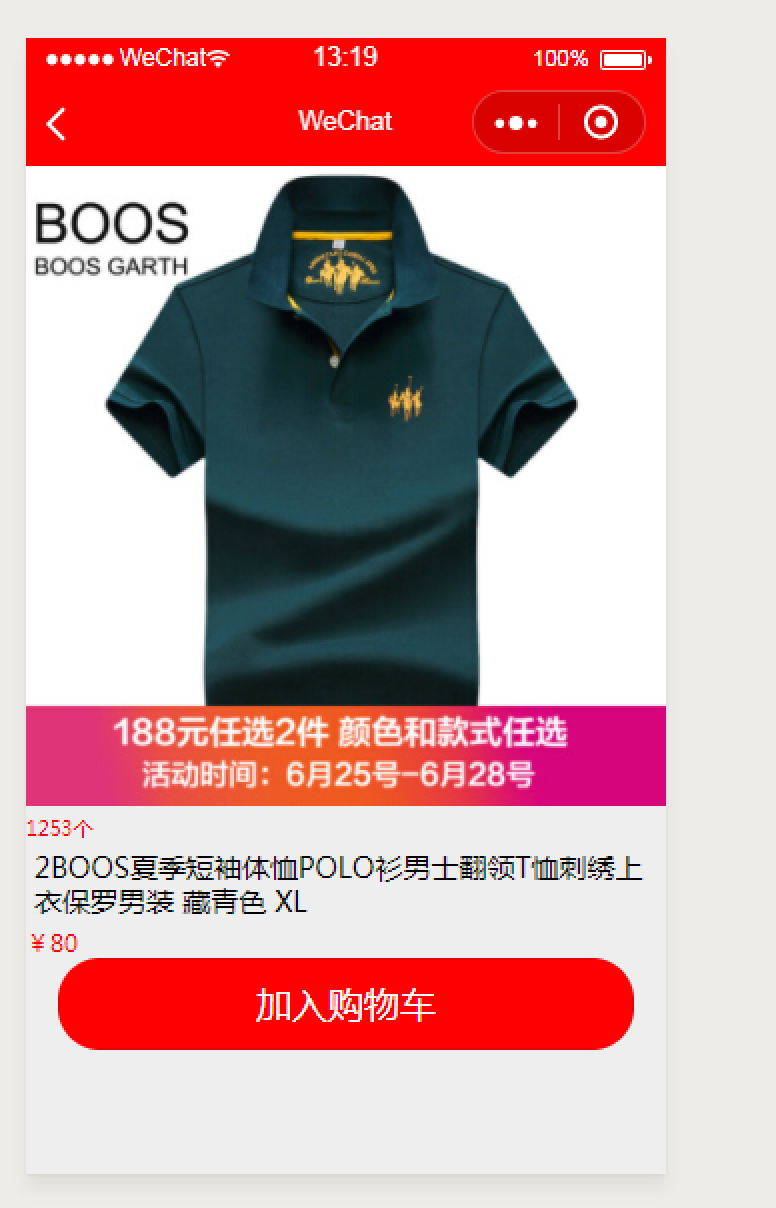 WeChat
13:19
100%
WeChat
BOOS
BOOS GARTH
188元任选2件 颜色和款式任选
活动时间：6月25号-6月28号
1253个
2BOOS夏季短袖体恤POLO衫男士翻领T恤刺绣上
衣保罗男装 藏青色 XL
￥80
加入购物车